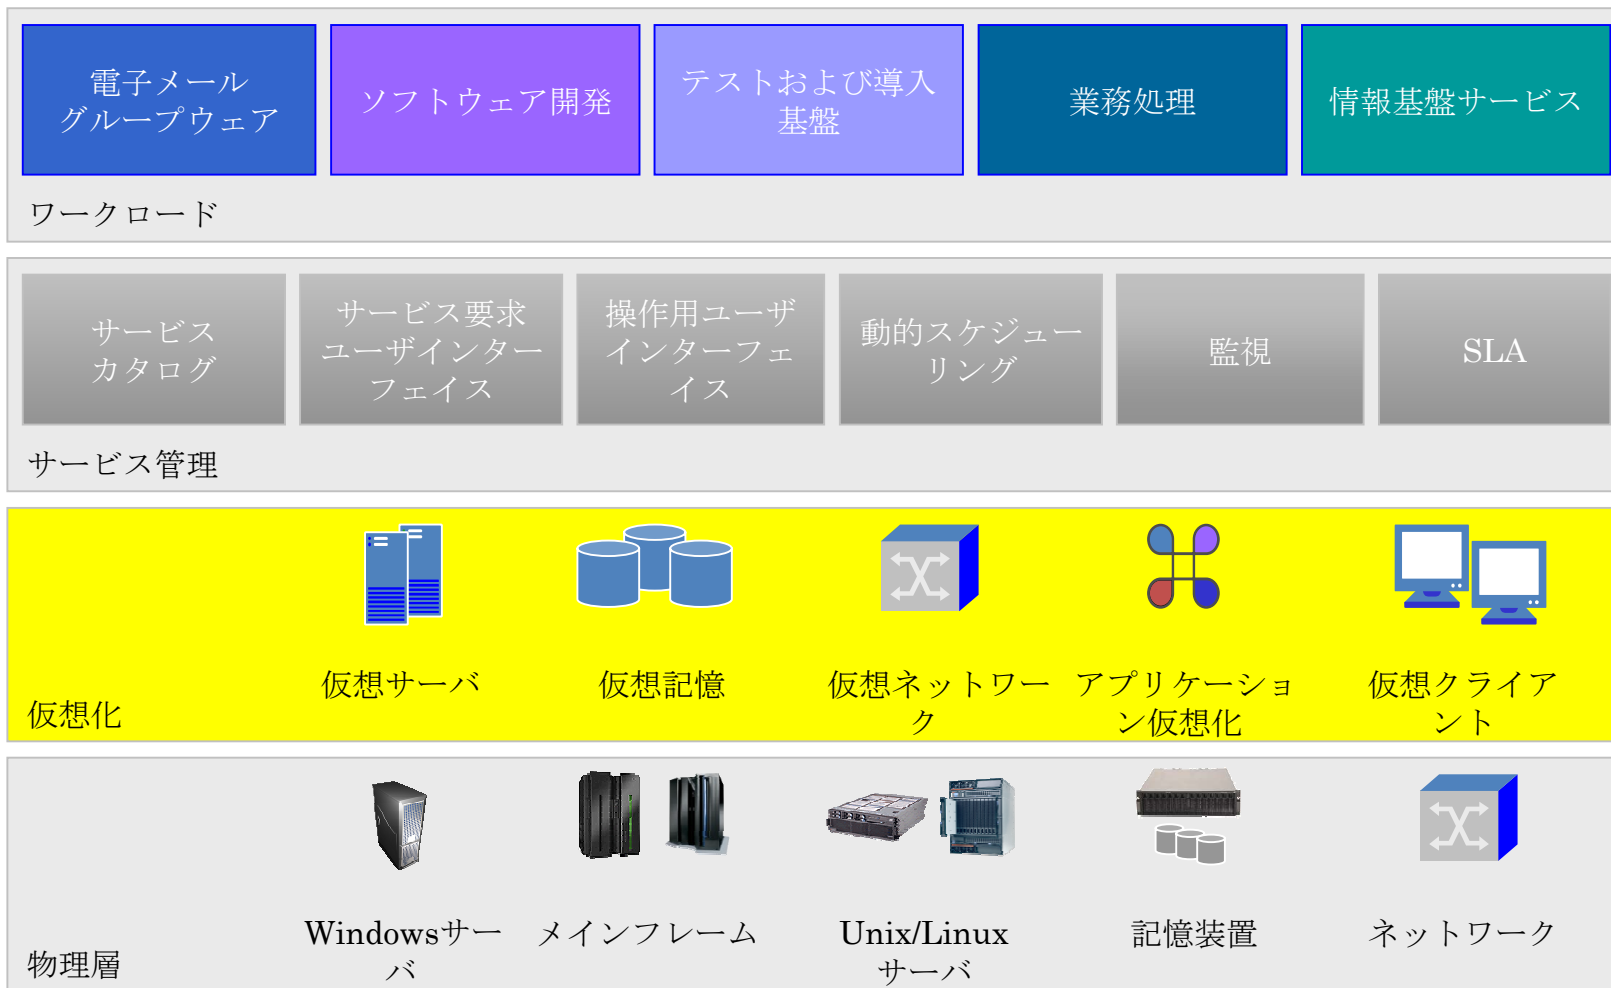 電子メール
グループウェア
ソフトウェア開発
テストおよび導入
基盤
業務処理
情報基盤サービス
ワークロード
サービス
カタログ
サービス要求
ユーザインター
フェイス
操作用ユーザ
インターフェ
イス
動的スケジュー
リング
監視
SLA
サービス管理
仮想サーバ
仮想記憶
仮想ネットワー
ク
アプリケーショ
ン仮想化
仮想クライア
ント
仮想化
Windowsサー
バ
メインフレーム
Unix/Linux
サーバ
記憶装置
ネットワーク
物理層